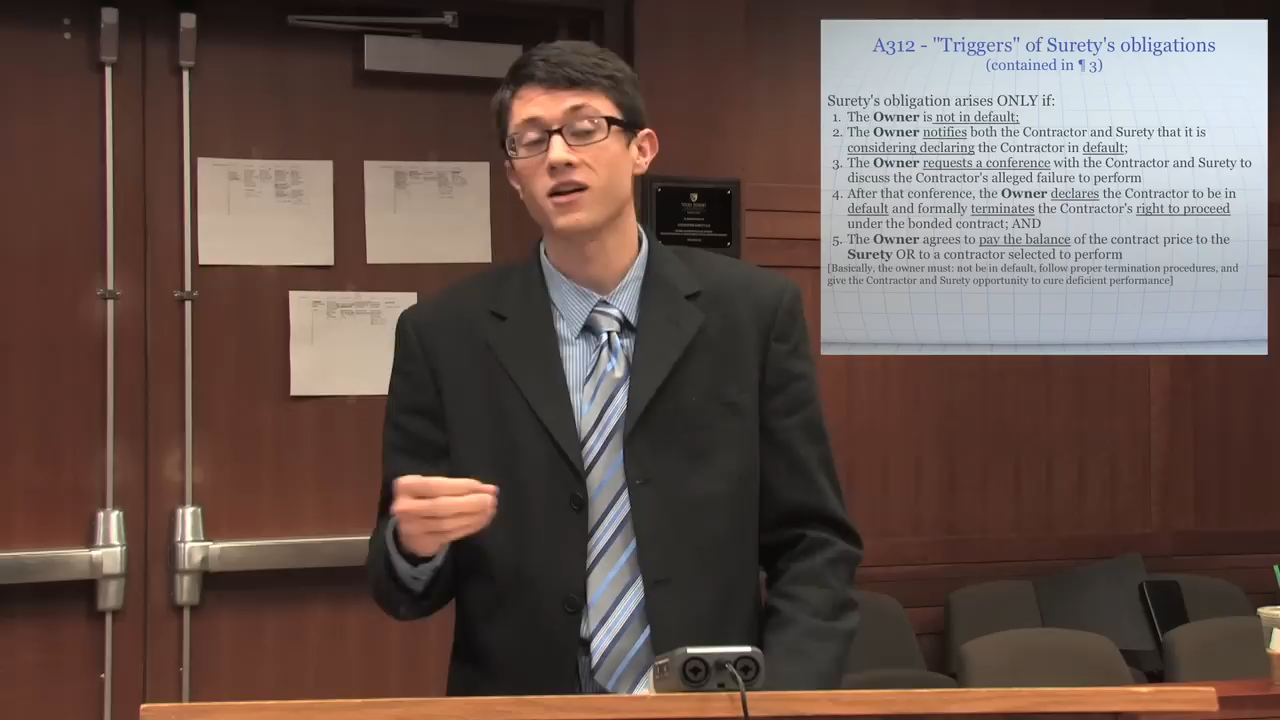 A312 - "Triggers" of Surety's obligations
(contained in ¶ 3)
Surety's obligation arises ONLY if:
1. The Owner is not in default;
2. The Owner notifies both the Contractor and Surety that it is
considering declaring the Contractor in default;
3. The Owner requests a conference with the Contractor and Surety to
discuss the Contractor's alleged failure to perform
4. After that conference, the Owner declares the Contractor to be in
default and formally terminates the Contractor's right to proceed
under the bonded contract; AND
5. The Owner agrees to pay the balance of the contract price to the
Surety OR to a contractor selected to perform
[Basically, the owner must: not be in default, follow proper termination procedures, and
give the Contractor and Surety opportunity to cure deficient performance]